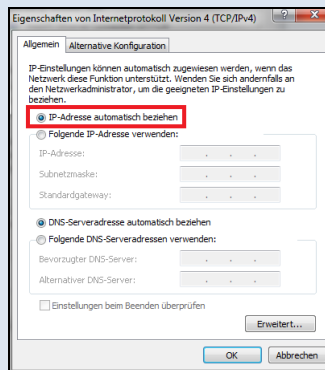 Eigenschaften von Internetprotokoll Version 4 (TCP/IPv4)
Allgemein Alternative Konfiguration
IP-Einstellungen können automatisch zugewiesen werden, wenn das
Netzwerk diese Funktion unterstützt. Wenden Sie sich andernfalls an
den Netzwerkadministrator, um die geeigneten IP-Einstellungen zu
beziehen.
IP-Adresse automatisch beziehen
Folgende IP-Adresse verwenden:
IP-Adresse:
Subnetzmaske:
Standardgateway:
DNS-Serveradresse automatisch beziehen
Folgende DNS-Serveradressen verwenden:
Bevorzugter DNS-Server:
Alternativer DNS-Server:
Einstellungen beim Beenden überprüfen
Erweitert...
OK Abbrechen